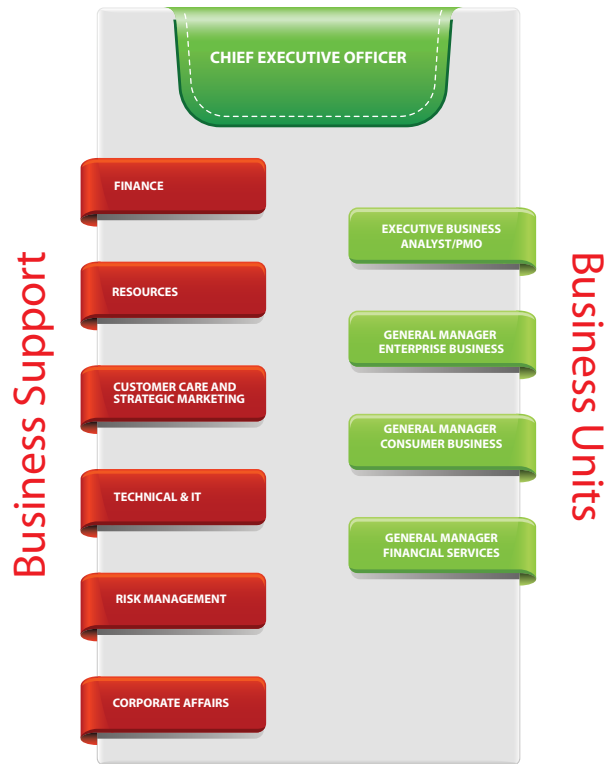 CHIEF EXECUTIVE OFFICER
Business Support
FINANCE
RESOURCES
CUSTOMER CARE AND
STRATEGIC MARKETING
TECHNICAL & IT
RISK MANAGEMENT
CORPORATE AFFAIRS
Business Units
EXECUTIVE BUSINESS
ANALYST/PMO
GENERAL MANAGER
ENTERPRISE BUSINESS
GENERAL MANAGER
CONSUMER BUSINESS
GENERAL MANAGER
FINANCIAL SERVICES